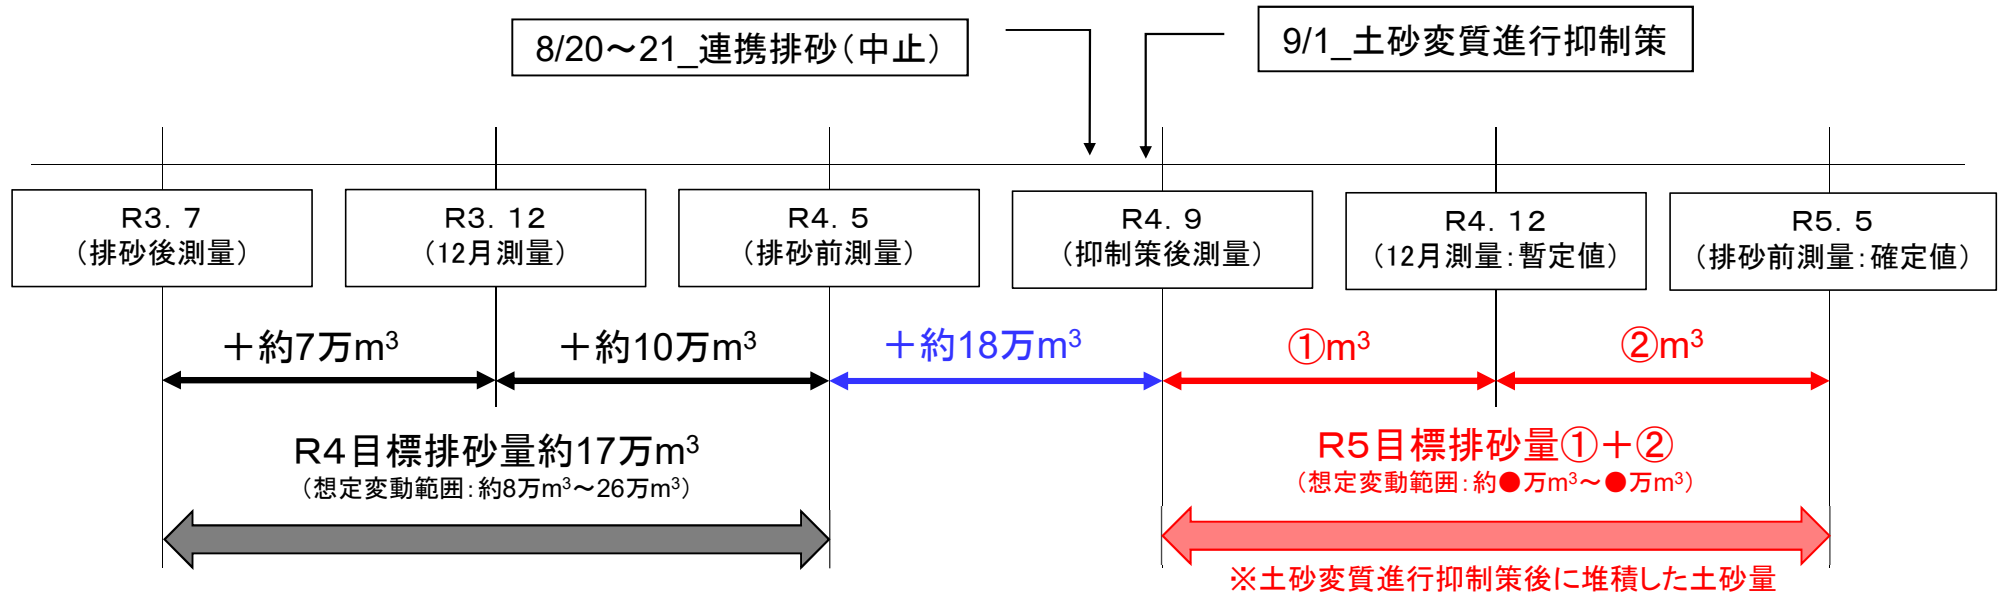 8/20～21_連携排砂（中止）
9/1_土砂変質進行抑制策
R3．7
（排砂後測量）
R3．12
（12月測量）
R4．5
（排砂前測量）
R4．9
（抑制策後測量）
R4．12
（12月測量：暫定値）
R5．5
（排砂前測量：確定値）
＋約7万m³
＋約10万m³
＋約18万m³
①m³
②m³
R4目標排砂量約17万m³
（想定変動範囲：約8万m³～26万m³）
R5目標排砂量①＋②
（想定変動範囲：約●万m³～●万m³）
※土砂変質進行抑制策後に堆積した土砂量